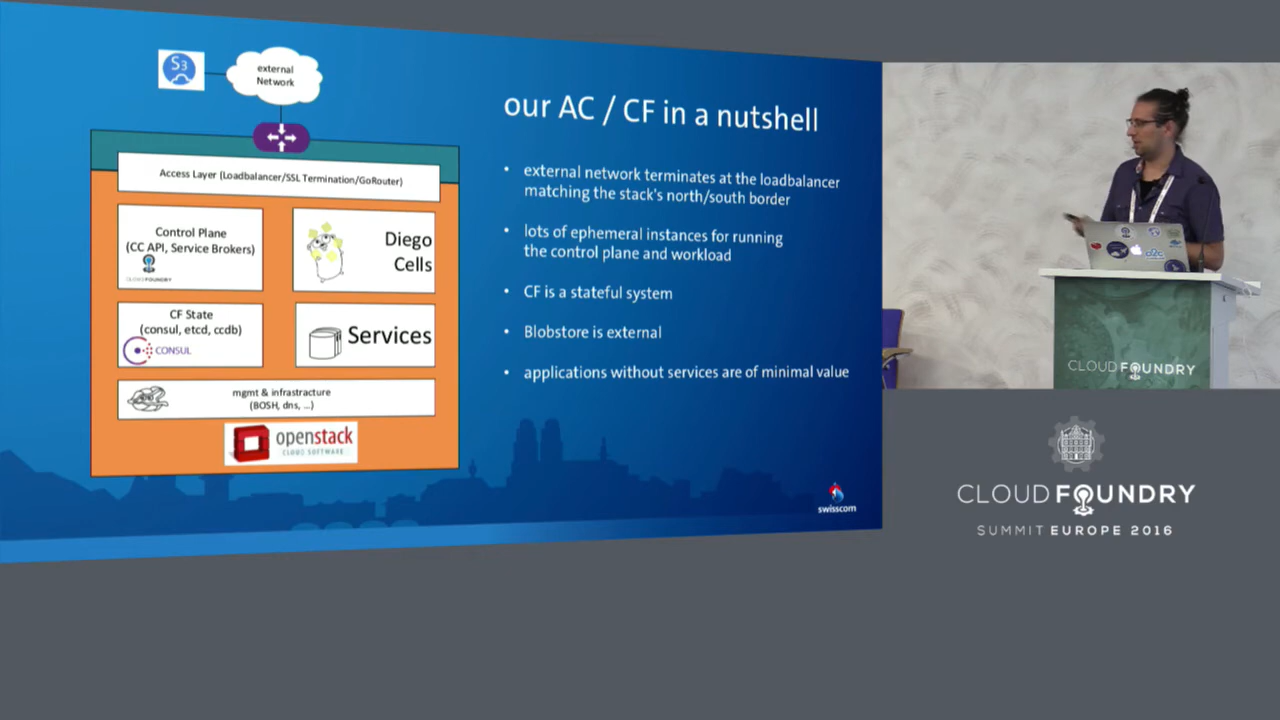 S3
external
Network
Access Layer (Loadbalancer/SSL Termination/GoRouter)
Control Plane
(CC API, Service Brokers)
CLOUD FOUNDRY
Diego
Cells
CF State
(consul, etcd, ccdb)
CONSUL
Services
mgmt & infrastracture
(BOSH, dns, ...)
openstack
CLOUD SOFTWARE
our AC / CF in a nutshell
• external network terminates at the loadbalancer
matching the stack's north/south border
• lots of ephemeral instances for running
the control plane and workload
• CF is a stateful system
• Blobstore is external
• applications without services are of minimal value
swisscom
CLOUD FOUNDRY
CLOUD FOUNDRY
SUMMIT EUROPE 2016